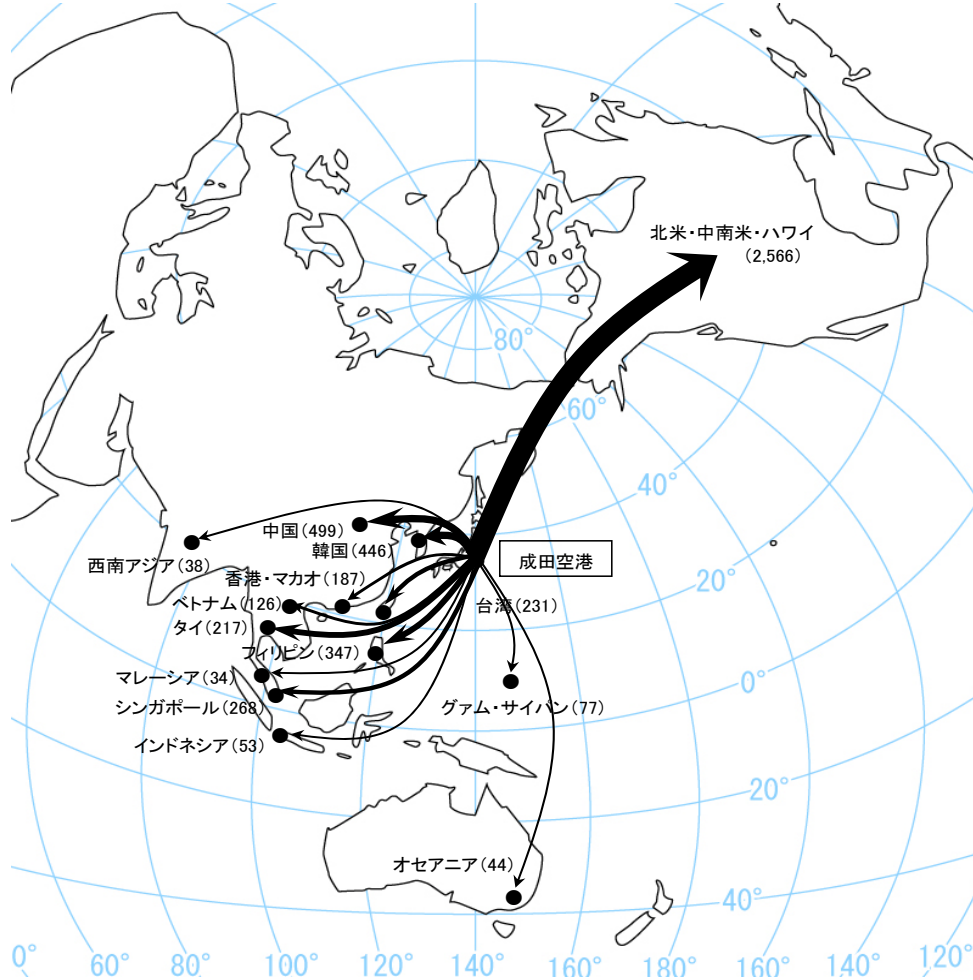 北米・中南米・ハワイ
(2,566)
80°
60°
40°
中国(499)
韓国(446)
成田空港
西南アジア(38)
香港・マカオ(187)
20°
ベトナム(126)
台湾(231)
タイ(217)
フィリピン(347)
マレーシア(34)
0°
シンガポール(268)
グァム・サイパン(77)
インドネシア(53)
20°
オセアニア(44)
40°
0° 60° 80° 100° 120° 140° 160° 180° 160° 140° 120°